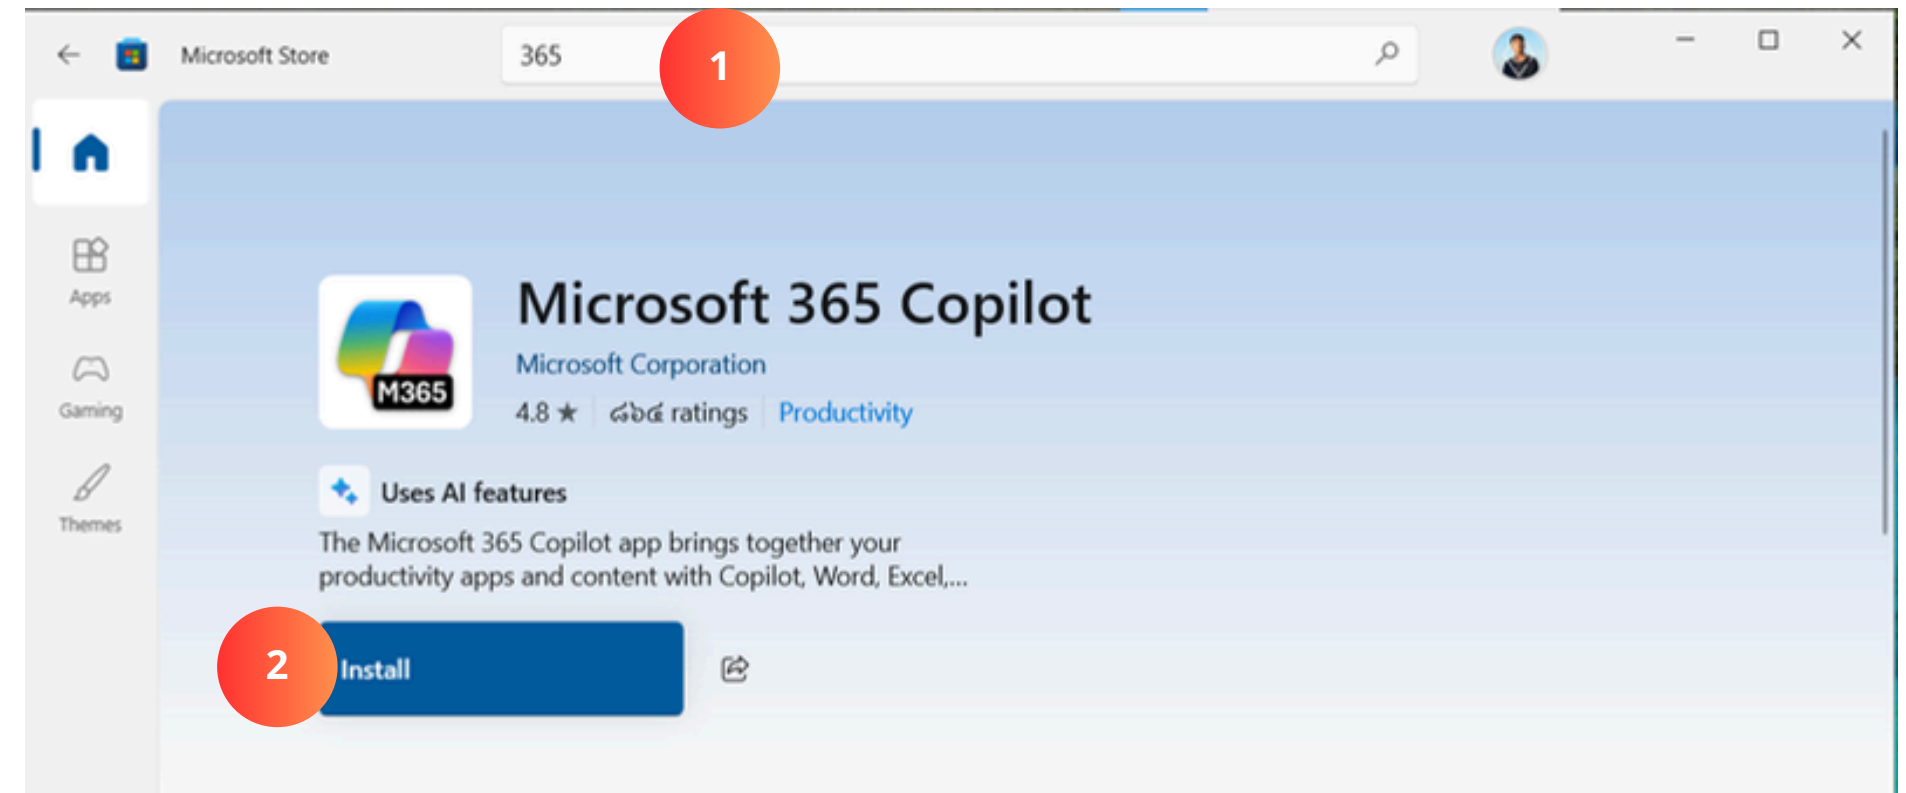 Microsoft Store
365
1
Apps
Gaming
Themes
Microsoft 365 Copilot
M365
Microsoft Corporation
4.8 ★ ratings Productivity
Uses AI features
The Microsoft 365 Copilot app brings together your
productivity apps and content with Copilot, Word, Excel,...
2
Install